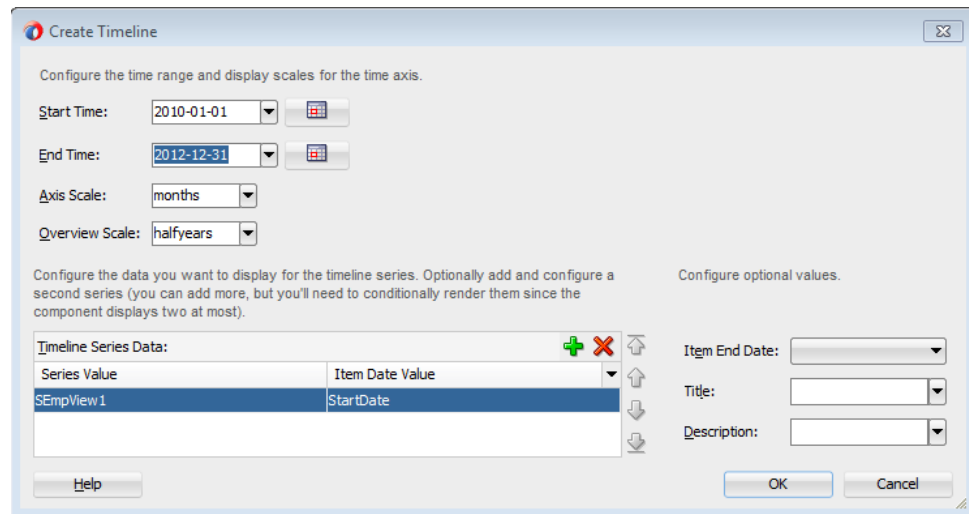 Create Timeline
Configure the time range and display scales for the time axis.
Start Time: 2010-01-01
End Time: 2012-12-31
Axis Scale: months
Overview Scale: halfyears
Configure the data you want to display for the timeline series. Optionally add and configure a
second series (you can add more, but you'll need to conditionally render them since the
component displays two at most).
Configure optional values.
Timeline Series Data:
Series Value Item Date Value
SEmpView1 StartDate
Item End Date:
Title:
Description:
Help OK Cancel